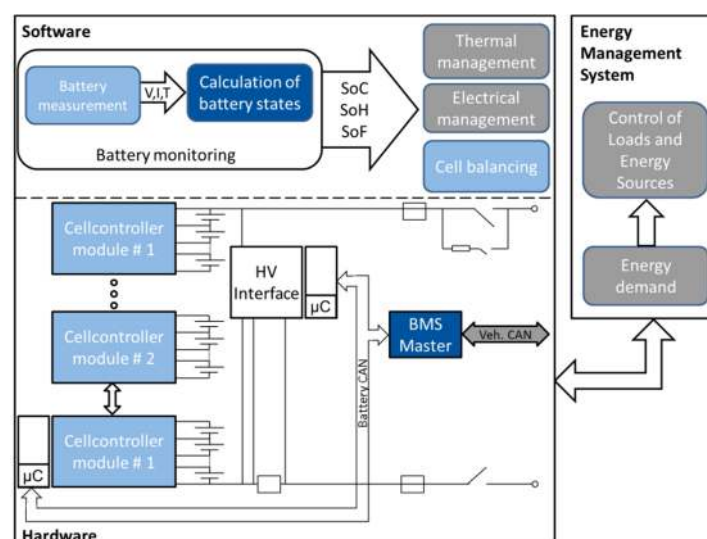 Software
Battery
measurement
V,I,T
Calculation of
battery states
Battery monitoring
SoC
SoH
SoF
Thermal
management
Electrical
management
Cell balancing
Energy
Management
System
Control of
Loads and
Energy
Sources
Energy
demand
Cellcontroller
module # 1
Cellcontroller
module # 2
Cellcontroller
module # 1
µC
HV
Interface
µC
Battery CAN
BMS
Master
Veh. CAN
Hardware